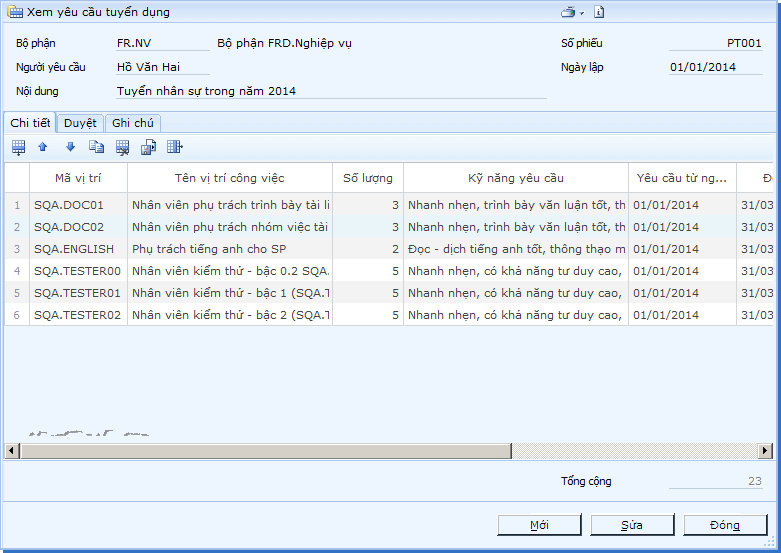 Xem yêu cầu tuyển dụng
Bộ phận FR.NV Bộ phận FRD.Nghiệp vụ Số phiếu PT001
Người yêu cầu Hồ Văn Hai Ngày lập 01/01/2014
Nội dung Tuyển nhân sự trong năm 2014
Chi tiết Duyệt Ghi chú
Mã vị trí Tên vị trí công việc Số lượng Kỹ năng yêu cầu Yêu cầu từ ng...
1 SQA.DOC01 Nhân viên phụ trách trình bày tài li 3 Nhanh nhẹn, trình bày văn luận tốt, th 01/01/2014 31/03
2 SQA.DOC02 Nhân viên phụ trách nhóm việc tài 3 Nhanh nhẹn, trình bày văn luận tốt, th 01/01/2014 31/03
3 SQA.ENGLISH Phụ trách tiếng anh cho SP 2 Đọc - dịch tiếng anh tốt, thông thạo m 01/01/2014 31/03
4 SQA.TESTER00 Nhân viên kiểm thử - bậc 0.2 SQA. 5 Nhanh nhẹn, có khả năng tư duy cao, 01/01/2014 31/03
5 SQA.TESTER01 Nhân viên kiểm thử - bậc 1 (SQA.T 5 Nhanh nhẹn, có khả năng tư duy cao, 01/01/2014 31/03
6 SQA.TESTER02 Nhân viên kiểm thử - bậc 2 (SQA.T 5 Nhanh nhẹn, có khả năng tư duy cao, 01/01/2014 31/03
Tổng cộng 23
Mới Sửa Đóng